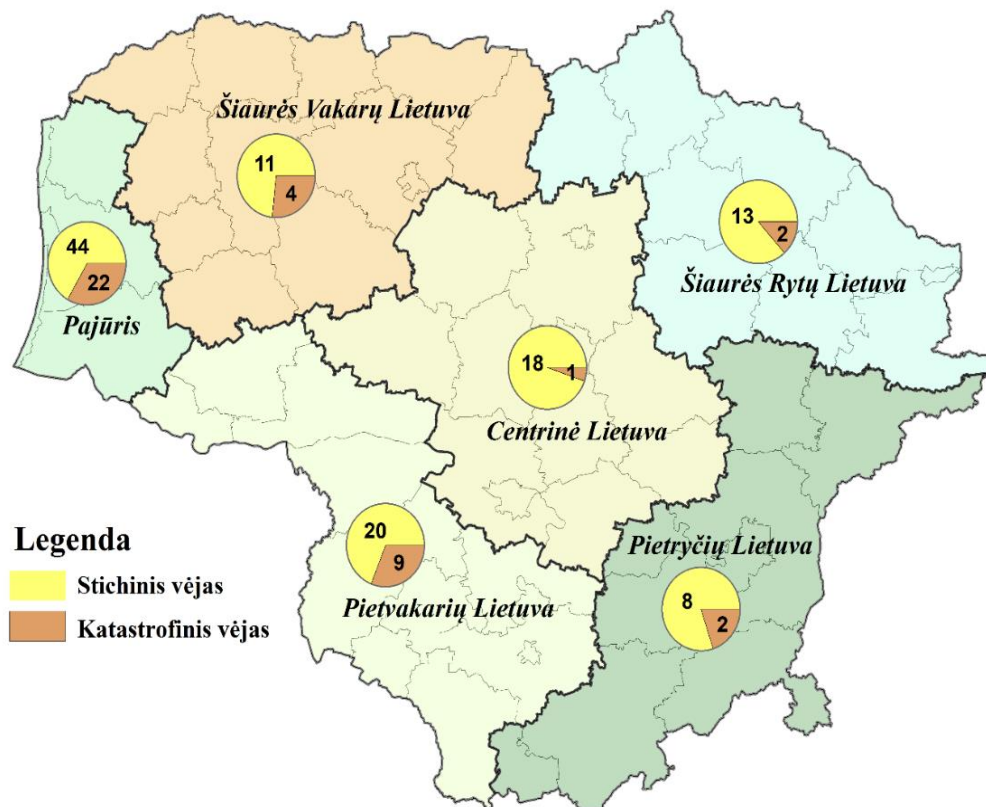 Šiaurės Vakarų Lietuva
11
4
13
2
Šiaurės Rytų Lietuva
44
22
Pajūris
18
1
Centrinė Lietuva
20
9
Pietvakarių Lietuva
Pietryčių Lietuva
8
2
Legenda
Stichinis vėjas
Katastrofinis vėjas